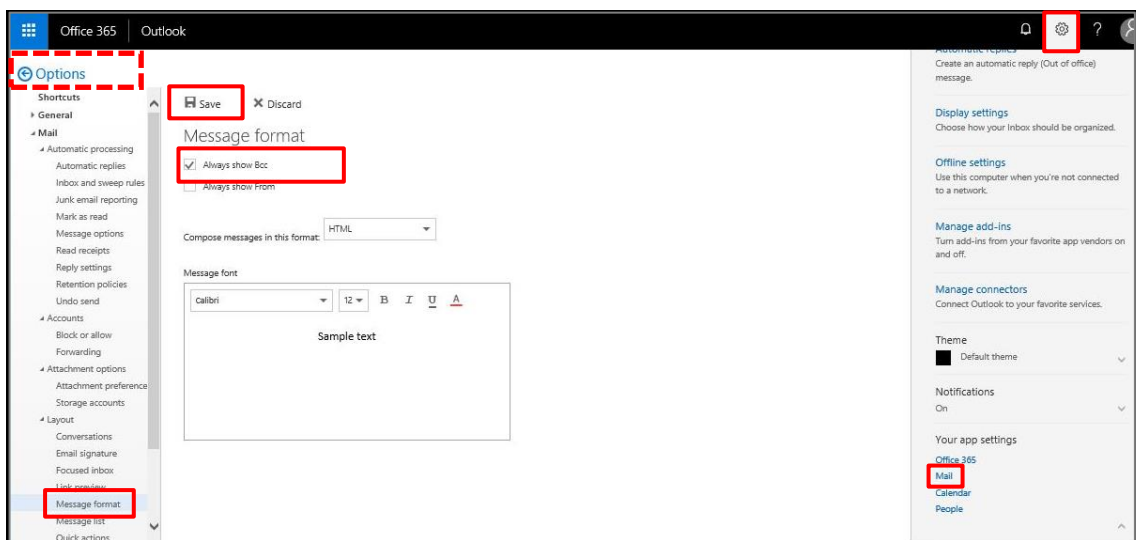 Office 365 Outlook ?
Options
Shortcuts
General
Mail
Automatic processing
Automatic replies
Inbox and sweep rules
Junk email reporting
Mark as read
Message options
Read receipts
Reply settings
Retention policies
Undo send
Accounts
Block or allow
Forwarding
Attachment options
Attachment preference
Storage accounts
Layout
Conversations
Email signature
Focused inbox
Link preview
Message format
Message list
Quick actions
Save Discard
Message format
Always show Bcc
Always show From
Compose messages in this format: HTML
Message font
Calibri 12 B I U A
Sample text
Automatic replies
Create an automatic reply (Out of office)
message.
Display settings
Choose how your Inbox should be organized.
Offline settings
Use this computer when you're not connected
to a network.
Manage add-ins
Turn add-ins from your favorite app vendors on
and off.
Manage connectors
Connect Outlook to your favorite services.
Theme
Default theme
Notifications
On
Your app settings
Office 365
Mail
Calendar
People